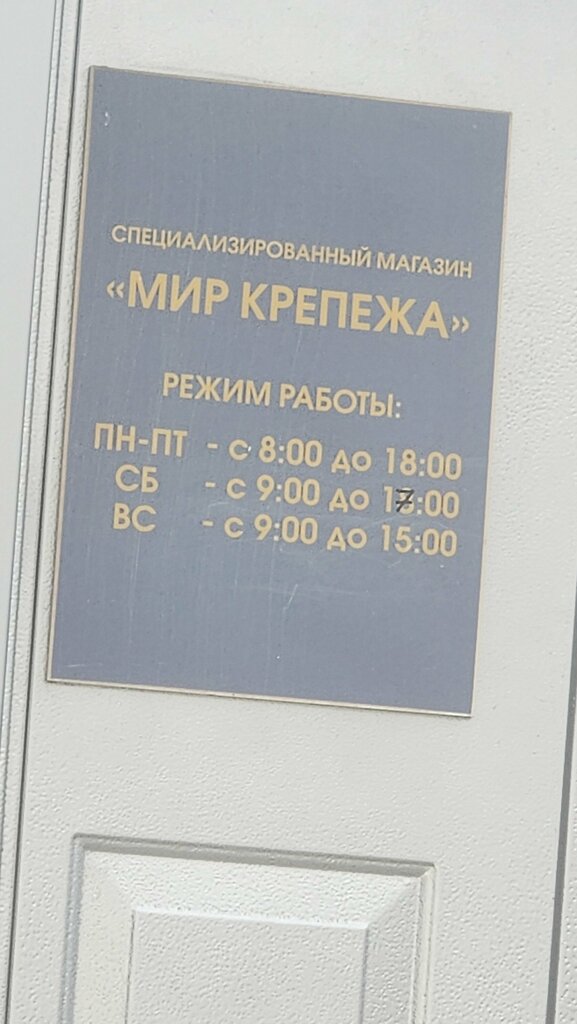 СПЕЦИАЛИЗИРОВАННЫЙ МАГАЗИН
«МИР КРЕПЕЖА»
РЕЖИМ РАБОТЫ:
ПН-ПТ - с 8:00 до 18:00
СБ - с 9:00 до 17:00
ВС - с 9:00 до 15:00